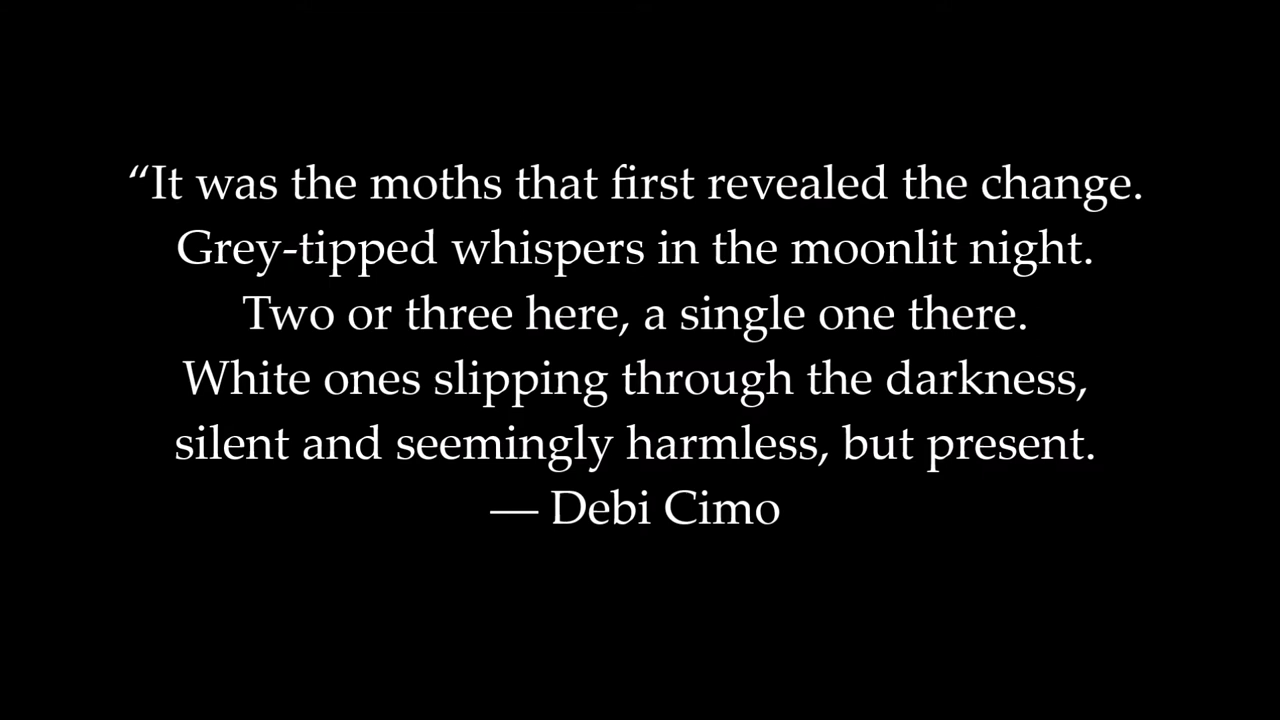 “It was the moths that first revealed the change.
Grey-tipped whispers in the moonlit night.
Two or three here, a single one there.
White ones slipping through the darkness,
silent and seemingly harmless, but present.
— Debi Cimo